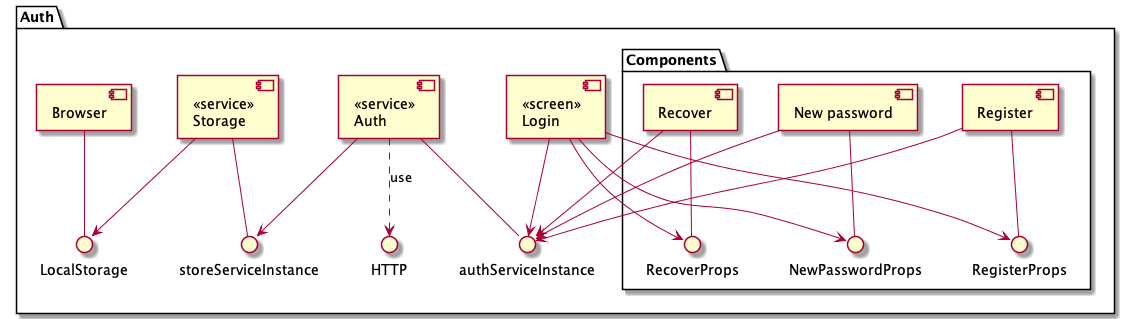 Auth
Components
Browser
«service»
Storage
«service»
Auth
«screen»
Login
Recover
New password
Register
use
LocalStorage
storeServiceInstance
HTTP
authServiceInstance
RecoverProps
NewPasswordProps
RegisterProps